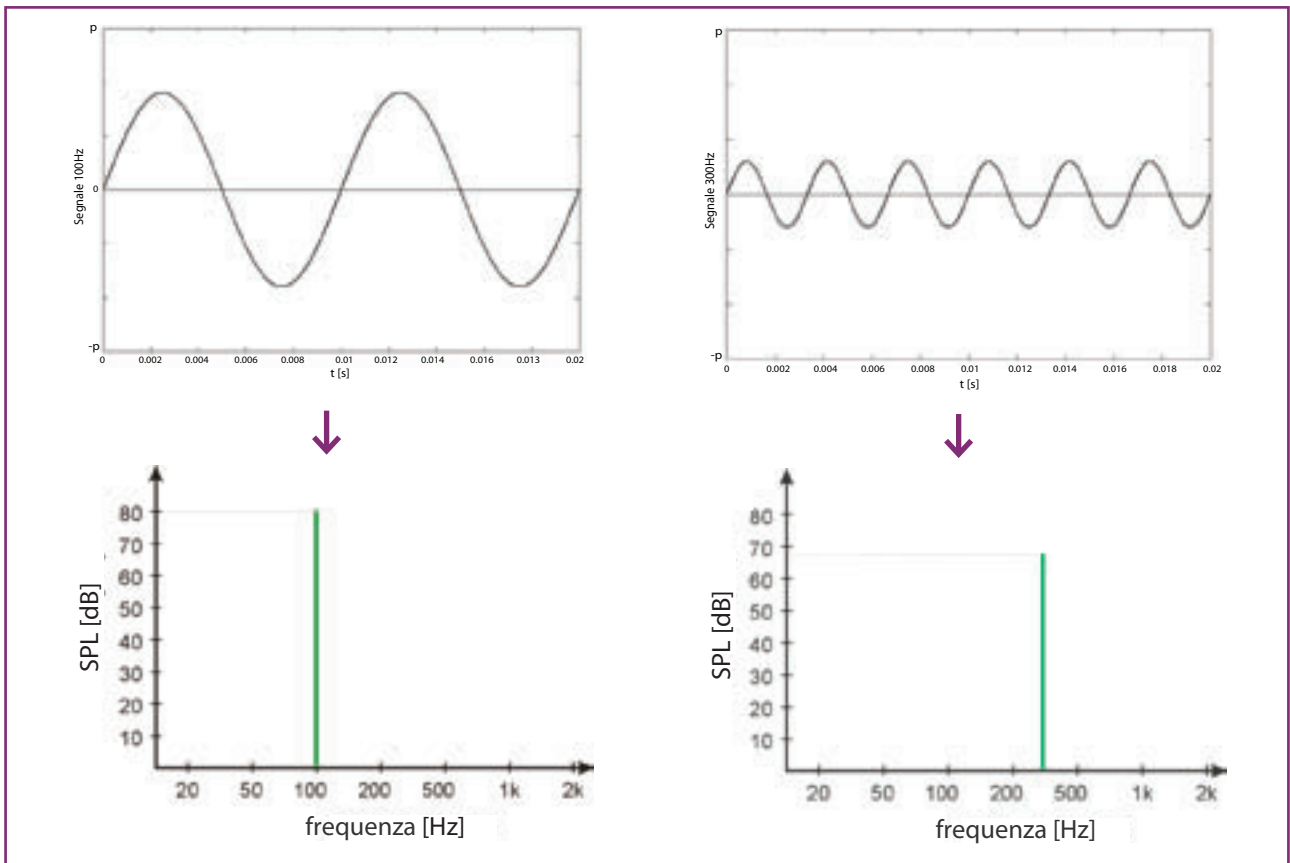 p
Segnale 100Hz
0
-p
0 0.002 0.004 0.006 0.008 0.01 0.012 0.014 0.016 0.013 0.02
t [s]
p
Segnale 300Hz
-p
0 0.002 0.004 0.006 0.008 0.01 0.012 0.014 0.016 0.018 0.02
t [s]
SPL [dB]
80
70
60
50
40
30
20
10
20 50 100 200 500 1k 2k
frequenza [Hz]
SPL [dB]
80
70
60
50
40
30
20
10
20 50 100 200 500 1k 2k
frequenza [Hz]